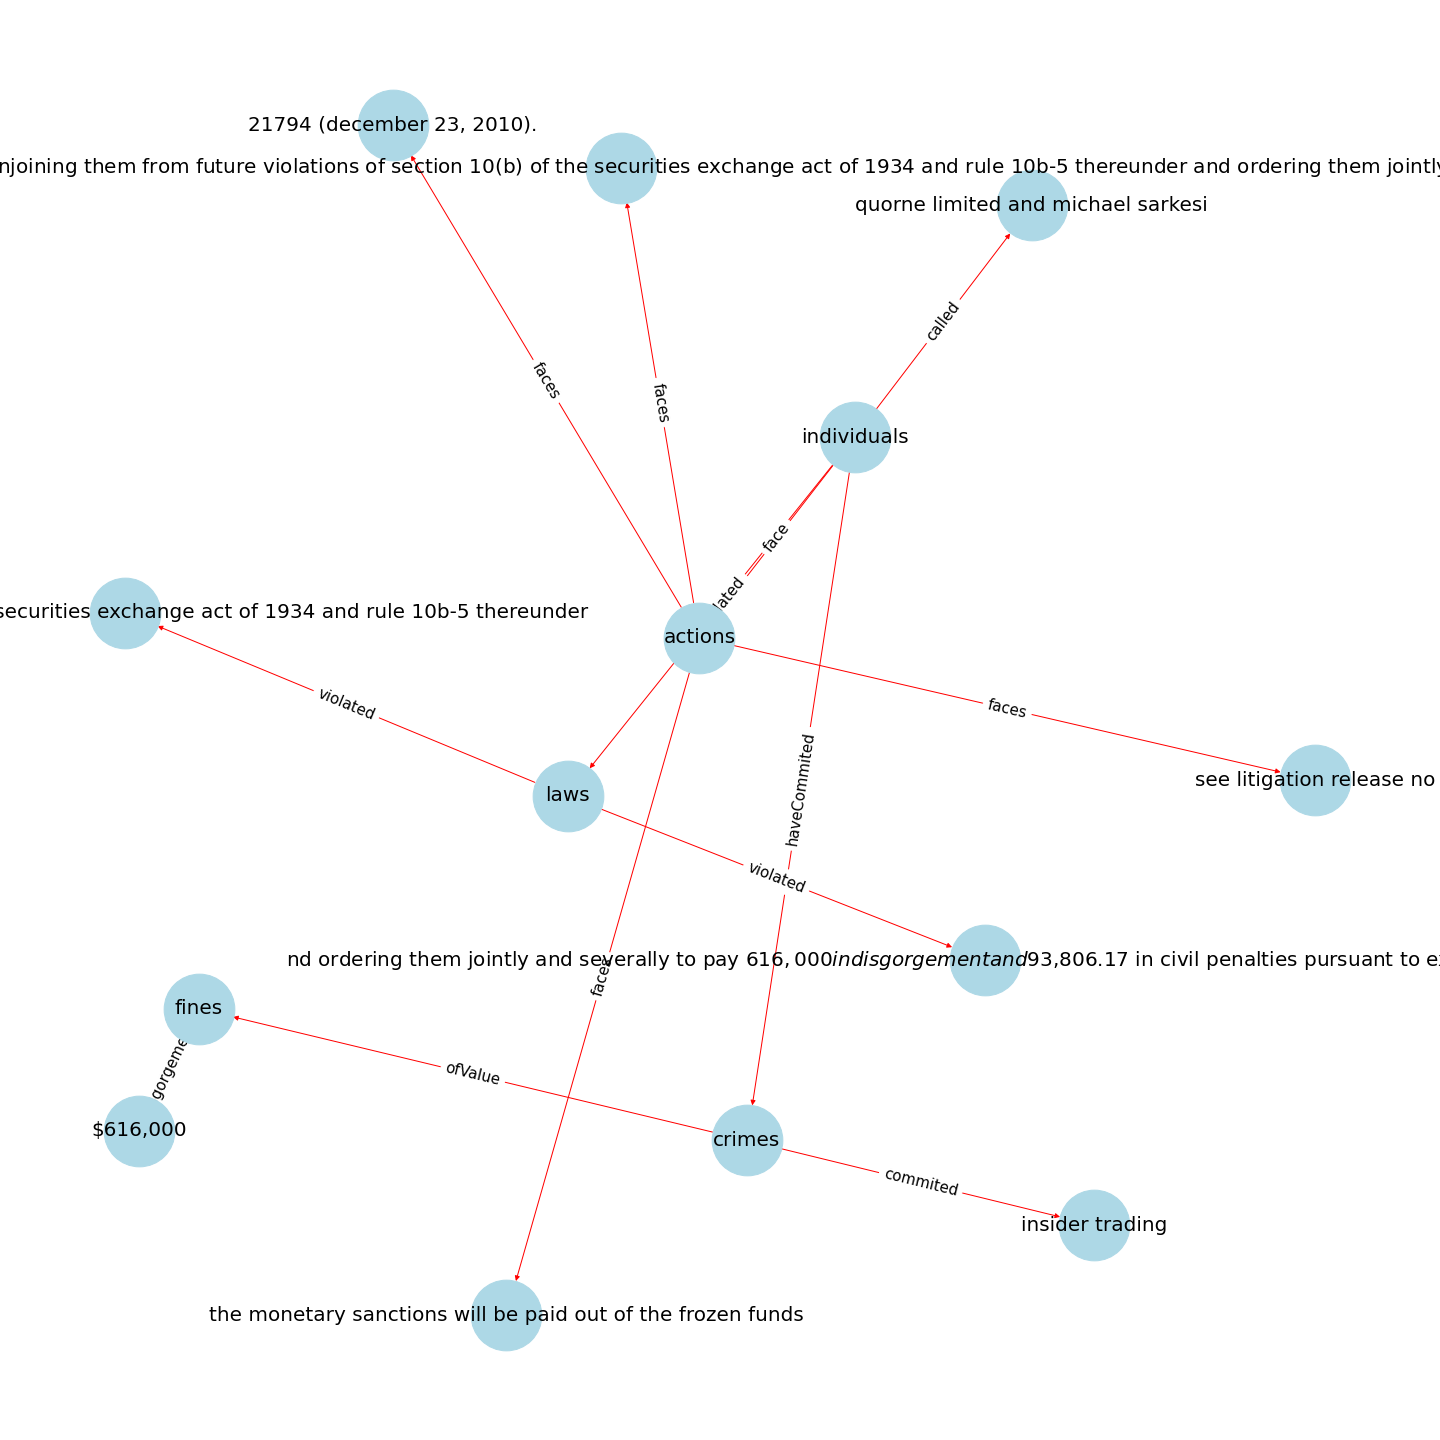 21794 (december 23, 2010).
njoining them from future violations of section 10(b) of the securities exchange act of 1934 and rule 10b-5 thereunder and ordering them jointly
quorne limited and michael sarkesi
called
faces
faces
individuals
face
lated
securities exchange act of 1934 and rule 10b-5 thereunder
actions
violated
faces
haveCommited
see litigation release no
laws
violated
nd ordering them jointly and severally to pay 616,000indisgorgementand93,806.17 in civil penalties pursuant to ex
faces
fines
gorgeme
ofValue
$616,000
crimes
commited
insider trading
the monetary sanctions will be paid out of the frozen funds